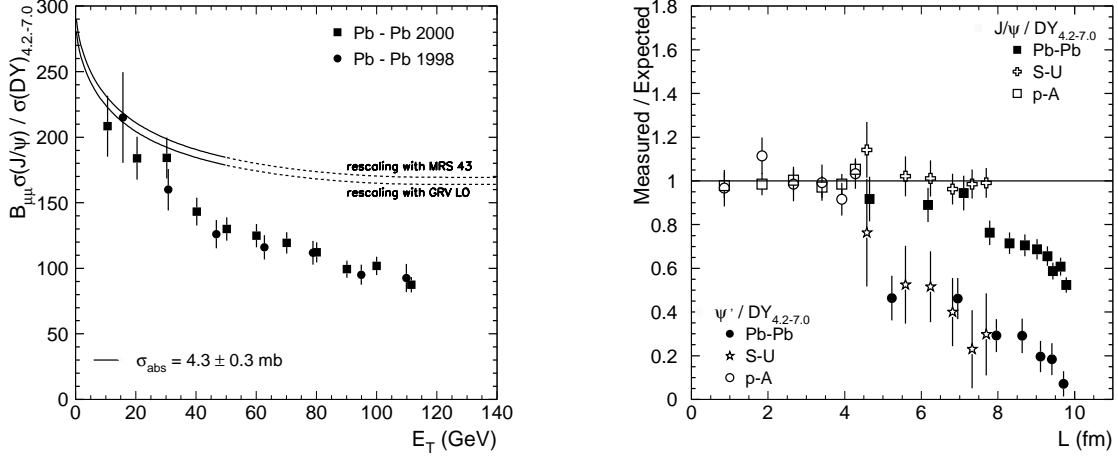 B_μμ σ(J/ψ) / σ(DY)_4.2.-7.0
300
250
200
150
100
50
0
Pb - Pb 2000
Pb - Pb 1998
rescaling with MRS 43
rescaling with GRV LO
σ_abs = 4.3 ± 0.3 mb
0 20 40 60 80 100 120 140
E_T (GeV)
Measured / Expected
1.8
1.6
1.4
1.2
1
0.8
0.6
0.4
0.2
0
J/ψ / DY_4.2-7.0
Pb-Pb
S-U
p-A
ψ' / DY_4.2-7.0
Pb-Pb
S-U
p-A
0 2 4 6 8 10
L (fm)